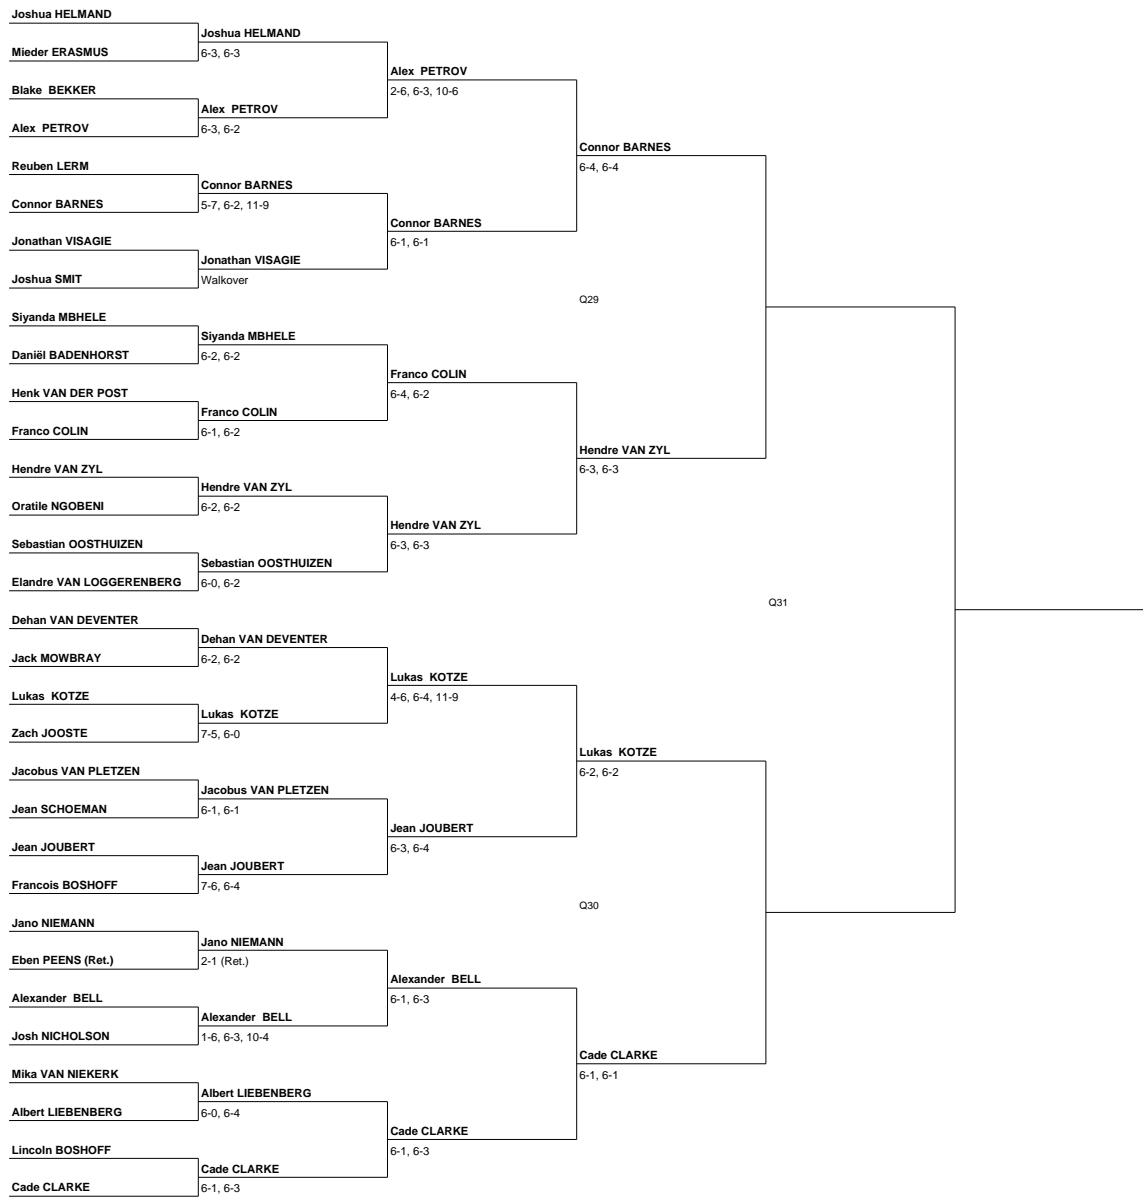 Joshua HELMAND
Joshua HELMAND
Mieder ERASMUS
6-3, 6-3
Alex PETROV
Blake BEKKER
2-6, 6-3, 10-6
Alex PETROV
Alex PETROV
6-3, 6-2
Connor BARNES
Reuben LERM
6-4, 6-4
Connor BARNES
Connor BARNES
5-7, 6-2, 11-9
Connor BARNES
Jonathan VISAGIE
6-1, 6-1
Jonathan VISAGIE
Joshua SMIT
Walkover
Q29
Siyanda MBHELE
Siyanda MBHELE
Daniël BADENHORST
6-2, 6-2
Franco COLIN
Henk VAN DER POST
6-4, 6-2
Franco COLIN
Franco COLIN
6-1, 6-2
Hendre VAN ZYL
Hendre VAN ZYL
6-3, 6-3
Hendre VAN ZYL
Oratile NGOBENI
6-2, 6-2
Hendre VAN ZYL
Sebastian OOSTHUIZEN
6-3, 6-3
Sebastian OOSTHUIZEN
Elandre VAN LOGGERENBERG
6-0, 6-2
Q31
Dehan VAN DEVENTER
Dehan VAN DEVENTER
Jack MOWBRAY
6-2, 6-2
Lukas KOTZE
Lukas KOTZE
4-6, 6-4, 11-9
Lukas KOTZE
Zach JOOSTE
7-5, 6-0
Lukas KOTZE
Jacobus VAN PLETZEN
6-2, 6-2
Jacobus VAN PLETZEN
Jean SCHOEMAN
6-1, 6-1
Jean JOUBERT
Jean JOUBERT
6-3, 6-4
Jean JOUBERT
Francois BOSHOFF
7-6, 6-4
Q30
Jano NIEMANN
Jano NIEMANN
Eben PEENS (Ret.)
2-1 (Ret.)
Alexander BELL
Alexander BELL
6-1, 6-3
Alexander BELL
Josh NICHOLSON
1-6, 6-3, 10-4
Cade CLARKE
Mika VAN NIEKERK
6-1, 6-1
Albert LIEBENBERG
Albert LIEBENBERG
6-0, 6-4
Cade CLARKE
Lincoln BOSHOFF
6-1, 6-3
Cade CLARKE
Cade CLARKE
6-1, 6-3